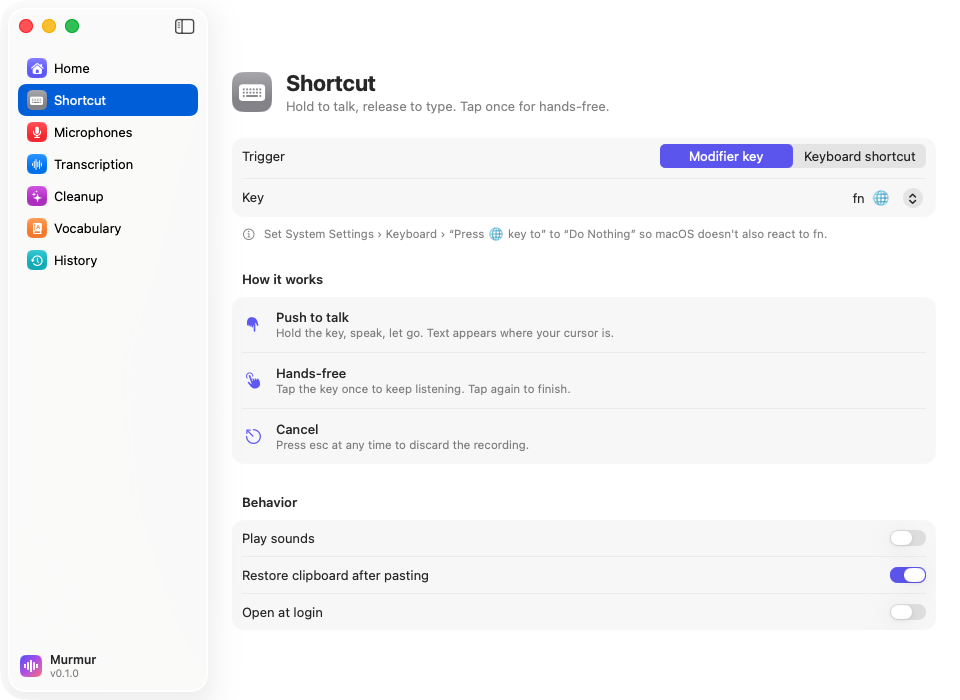 Home
Shortcut
Microphones
Transcription
Cleanup
Vocabulary
History
Murmur
v0.1.0
Shortcut
Hold to talk, release to type. Tap once for hands-free.
Trigger
Modifier key
Keyboard shortcut
Key
fn 🌐
Set System Settings › Keyboard › “Press 🌐 key to” to “Do Nothing” so macOS doesn't also react to fn.
How it works
Push to talk
Hold the key, speak, let go. Text appears where your cursor is.
Hands-free
Tap the key once to keep listening. Tap again to finish.
Cancel
Press esc at any time to discard the recording.
Behavior
Play sounds
Restore clipboard after pasting
Open at login